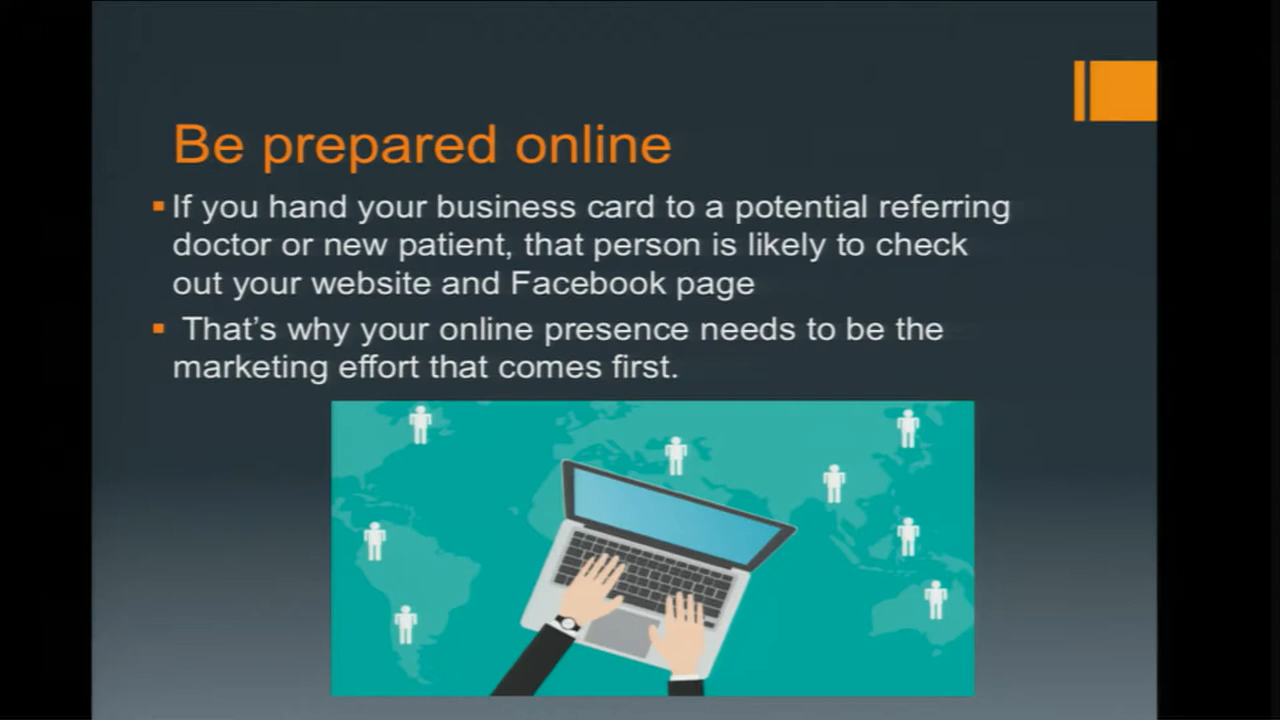 Be prepared online
If you hand your business card to a potential referring
doctor or new patient, that person is likely to check
out your website and Facebook page
That's why your online presence needs to be the
marketing effort that comes first.